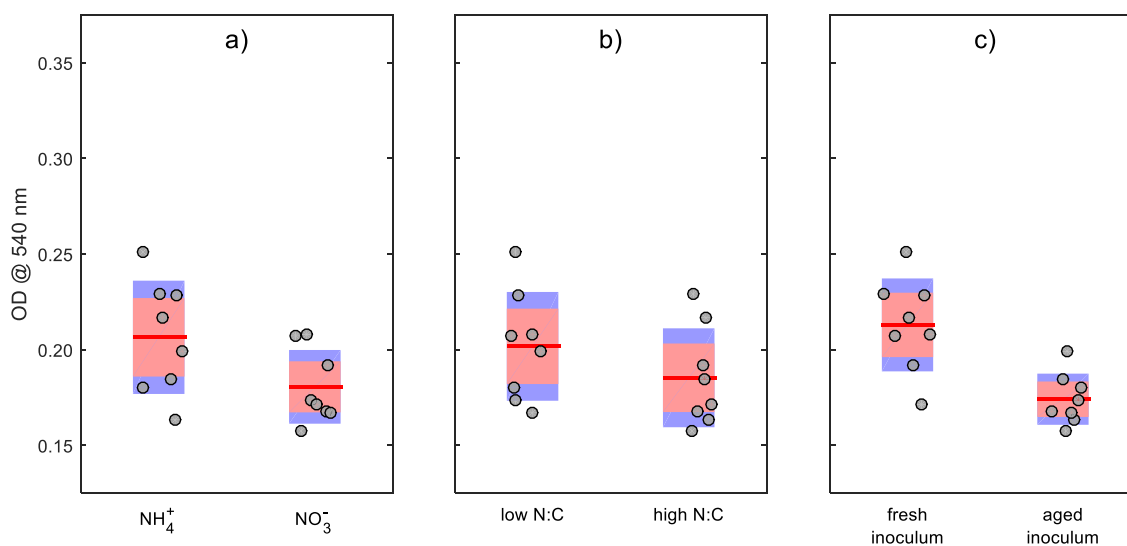 a)
b)
c)
0.35
0.30
0.25
0.20
0.15
OD @ 540 nm
NH₄⁺
NO₃⁻
low N:C
high N:C
fresh
inoculum
aged
inoculum